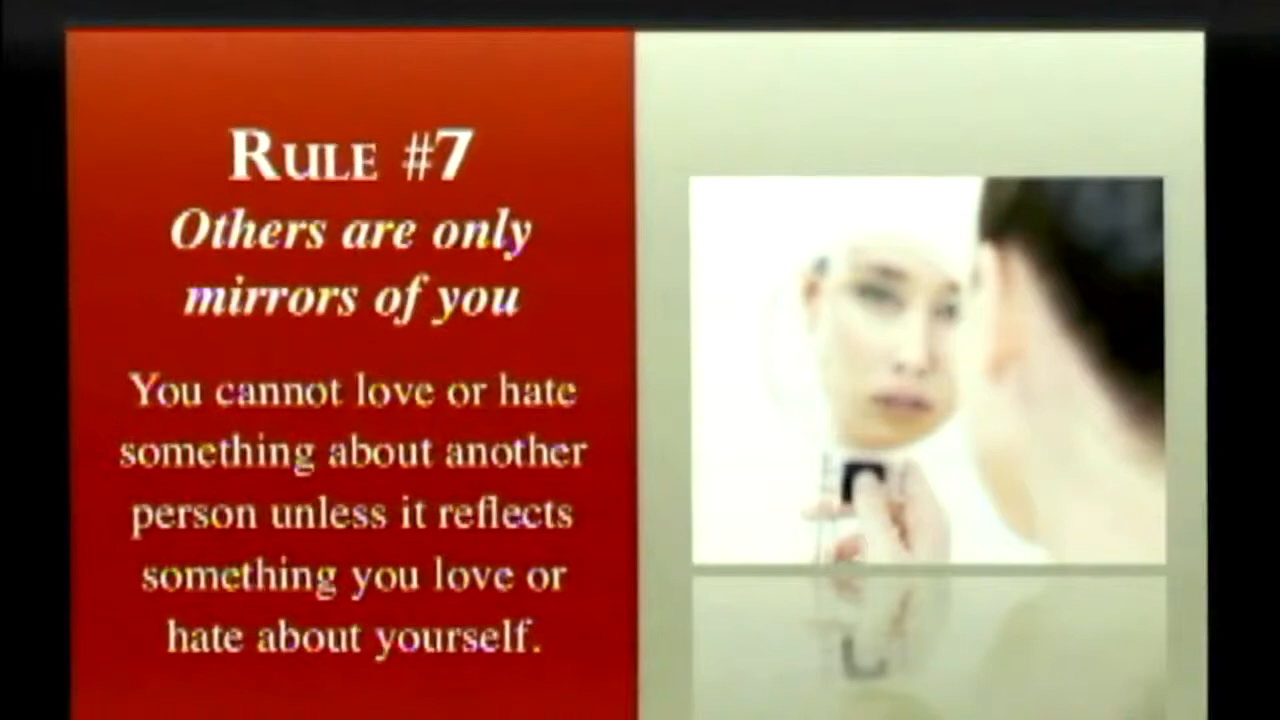 RULE #7
Others are only
mirrors of you
You cannot love or hate
something about another
person unless it reflects
something you love or
hate about yourself.